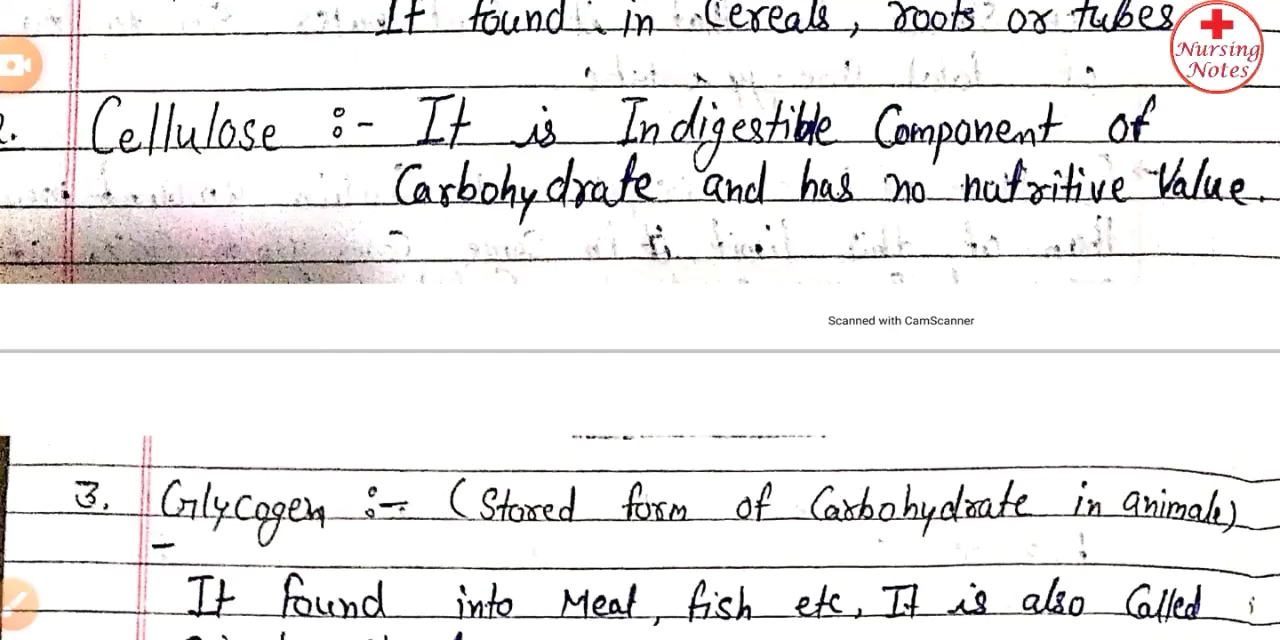 It found in Cereals, roots or tubes
Nursing
Notes
2. Cellulose :- It is Indigestible Component of
Carbohydrate and has no nutritive Value.
Scanned with CamScanner
3. Glycogen :- (Stored form of Carbohydrate in animals)
It found into Meat, fish etc, It is also Called